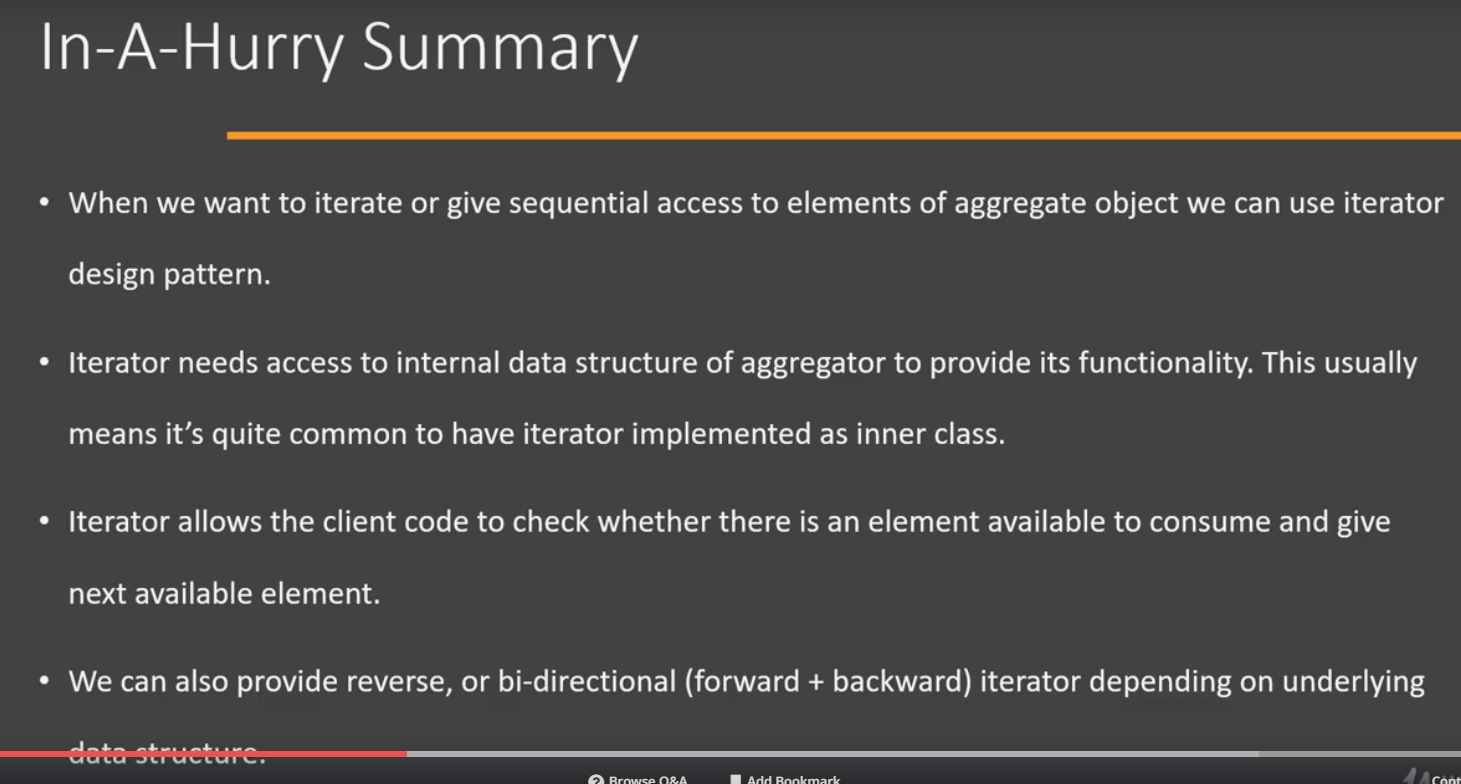 In-A-Hurry Summary
• When we want to iterate or give sequential access to elements of aggregate object we can use iterator
design pattern.
• Iterator needs access to internal data structure of aggregator to provide its functionality. This usually
means it’s quite common to have iterator implemented as inner class.
• Iterator allows the client code to check whether there is an element available to consume and give
next available element.
• We can also provide reverse, or bi-directional (forward + backward) iterator depending on underlying
data structure.
Browse Q&A Add Bookmark